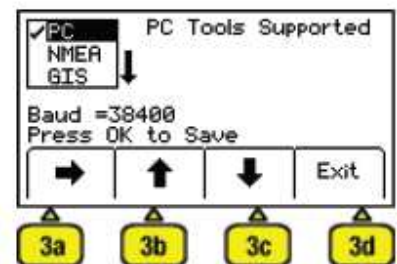 ✓PC PC Tools Supported
NMEA
GIS
Baud =38400
Press OK to Save
Exit
3a 3b 3c 3d